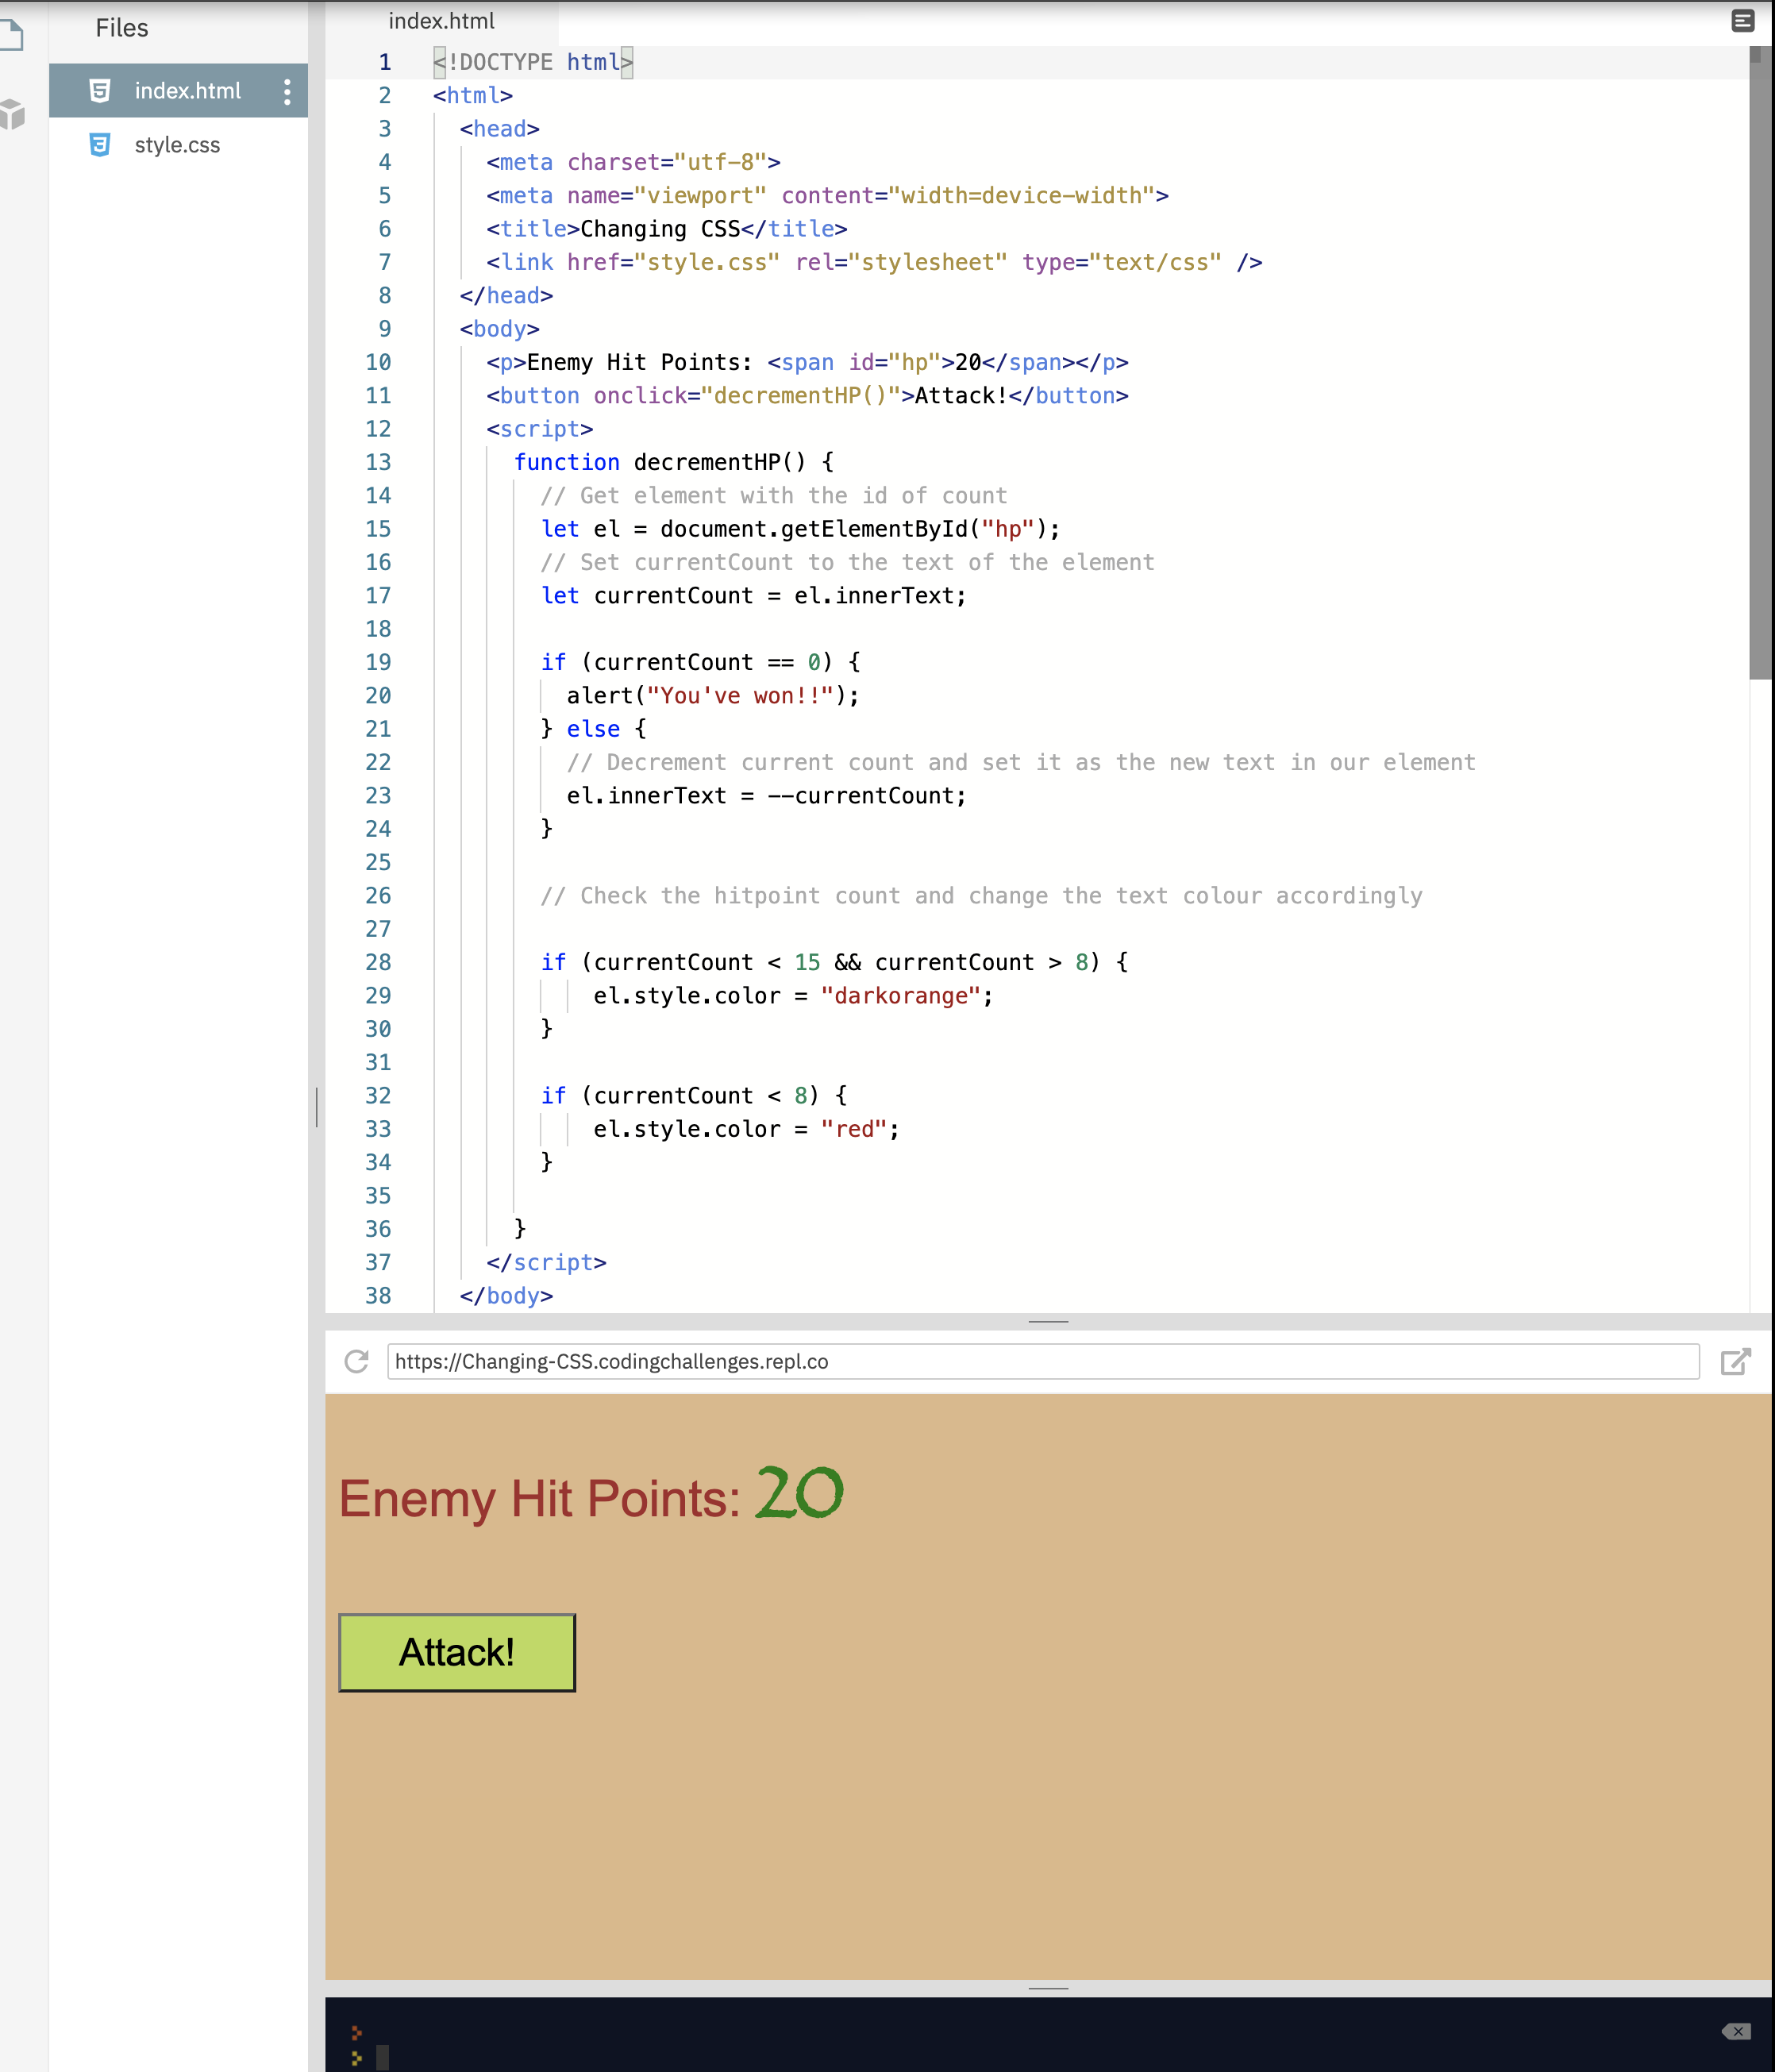 Files
index.html
style.css
index.html
1 <!DOCTYPE html>
2 <html>
3 <head>
4 <meta charset="utf-8">
5 <meta name="viewport" content="width=device-width">
6 <title>Changing CSS</title>
7 <link href="style.css" rel="stylesheet" type="text/css" />
8 </head>
9 <body>
10 <p>Enemy Hit Points: <span id="hp">20</span></p>
11 <button onclick="decrementHP()">Attack!</button>
12 <script>
13 function decrementHP() {
14 // Get element with the id of count
15 let el = document.getElementById("hp");
16 // Set currentCount to the text of the element
17 let currentCount = el.innerText;
18
19 if (currentCount == 0) {
20 alert("You've won!!");
21 } else {
22 // Decrement current count and set it as the new text in our element
23 el.innerText = --currentCount;
24 }
25
26 // Check the hitpoint count and change the text colour accordingly
27
28 if (currentCount < 15 && currentCount > 8) {
29 el.style.color = "darkorange";
30 }
31
32 if (currentCount < 8) {
33 el.style.color = "red";
34 }
35
36 }
37 </script>
38 </body>
https://Changing-CSS.codingchallenges.repl.co
Enemy Hit Points: 20
Attack!